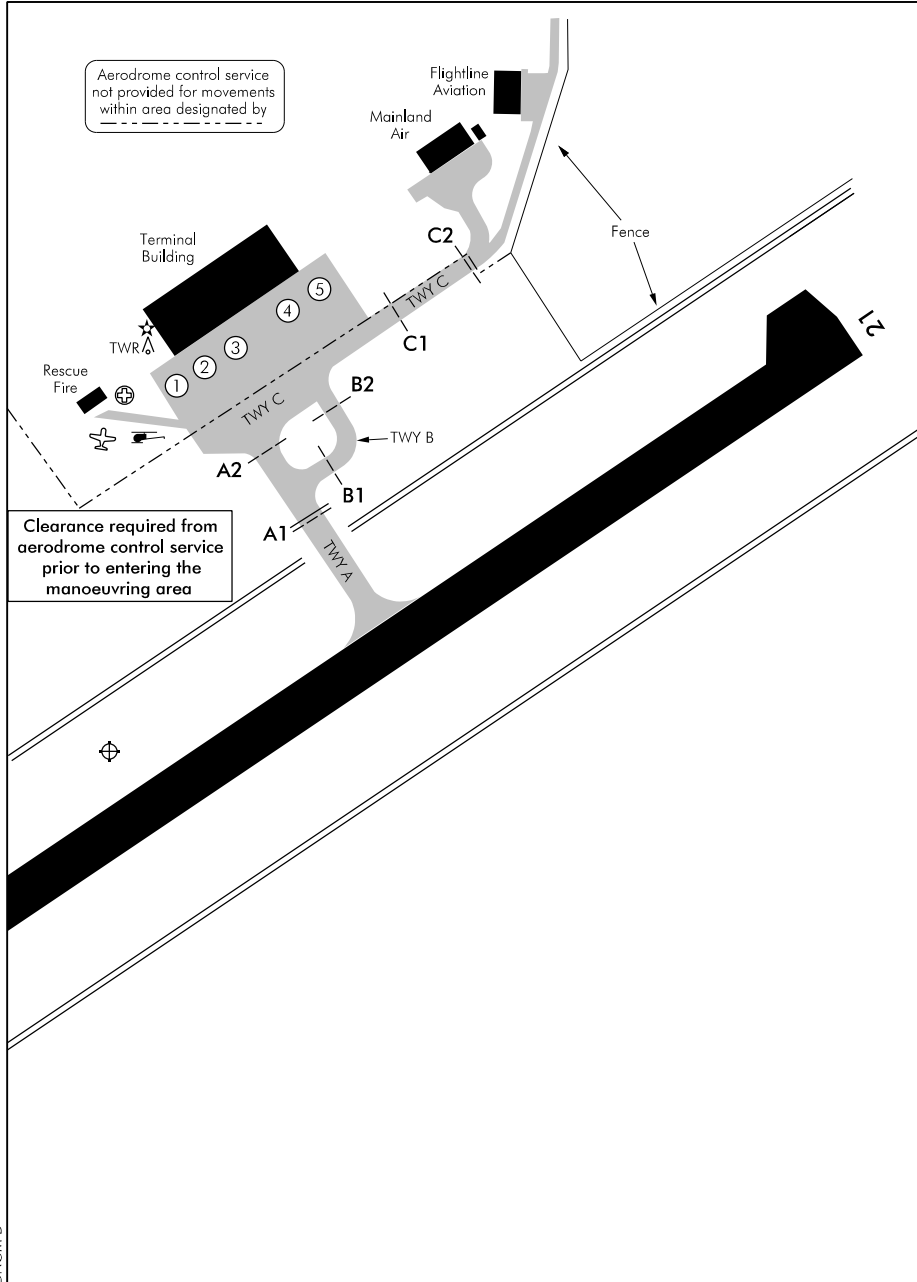 Aerodrome control service
not provided for movements
within area designated by
Flightline
Aviation
Mainland
Air
Fence
Terminal
Building
C2
TWY C
C1
5
4
3
2
1
TWR
Rescue
Fire
B2
TWY C
TWY B
A2
B1
A1
TWY A
21
Clearance required from
aerodrome control service
prior to entering the
manoeuvring area